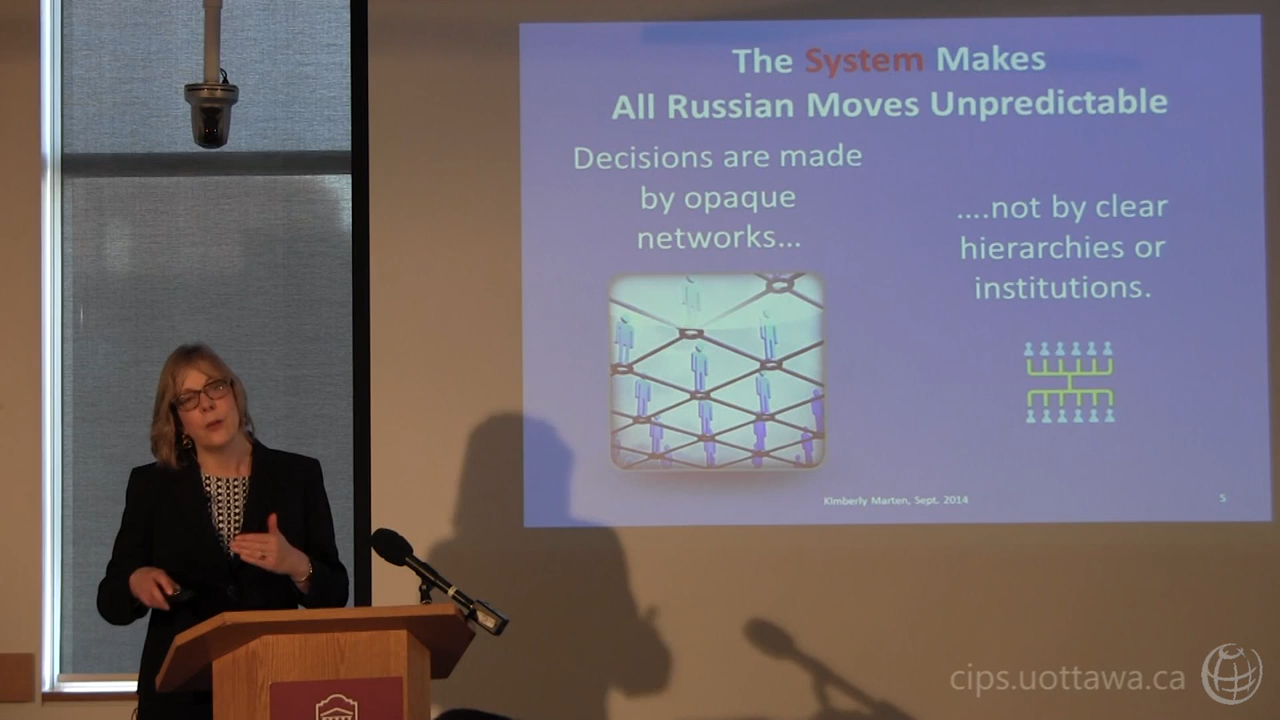 The System Makes
All Russian Moves Unpredictable
Decisions are made
by opaque
networks...
....not by clear
hierarchies or
institutions.
Kimberly Marten, Sept. 2014
5
cips.uottawa.ca